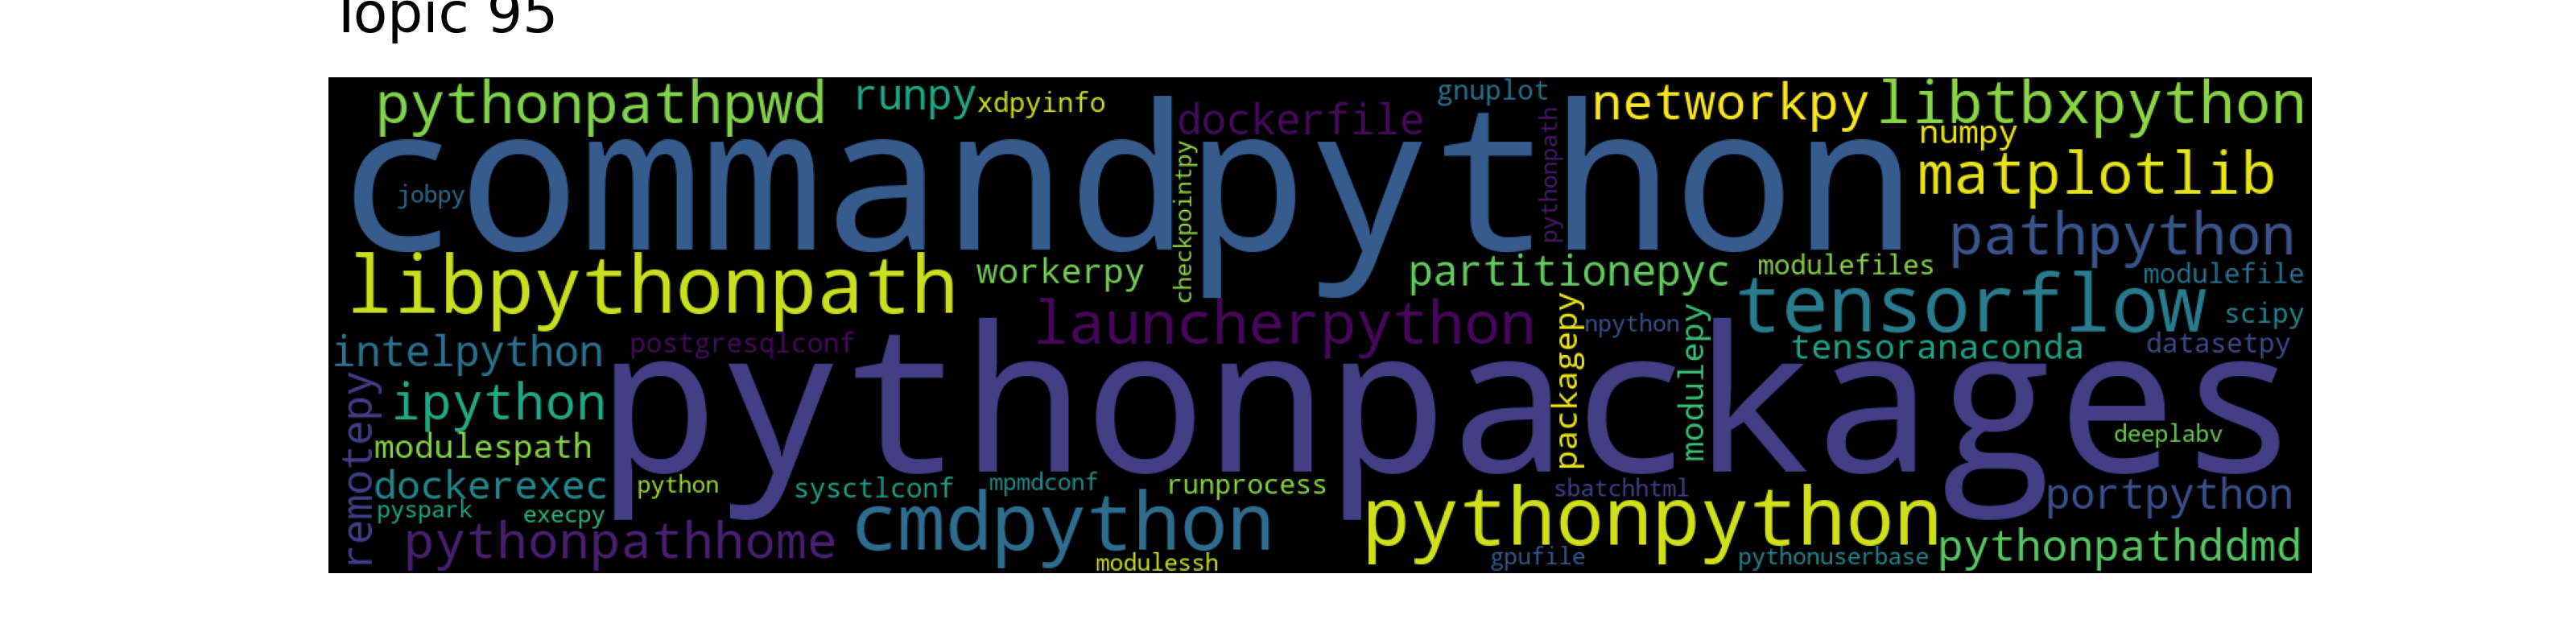 Topic 95
pythonpathpwd runpy xdpyinfo dockerfile gnuplot networkpy libtbxpython
numpy
commandpython
jobpy
checkpointpy
pythonpath
matplotlib
pathpython
libpythonpath workerpy partitionepyc modulefiles modulefile
launcherpython tensorflow scipy
intelpython postgresqlconf npython tensoranaconda datasetpy
packagepy
modulepy
pythonpackages
remotepy
ipython
modulespath
deeplabv
dockerexec python sysctlconf mpmdconf runprocess sbatchhtml portpython
pyspark execpy
pythonpathhome cmdpython pythonpython pythonpathddmd
modulessh gpufile pythonuserbase